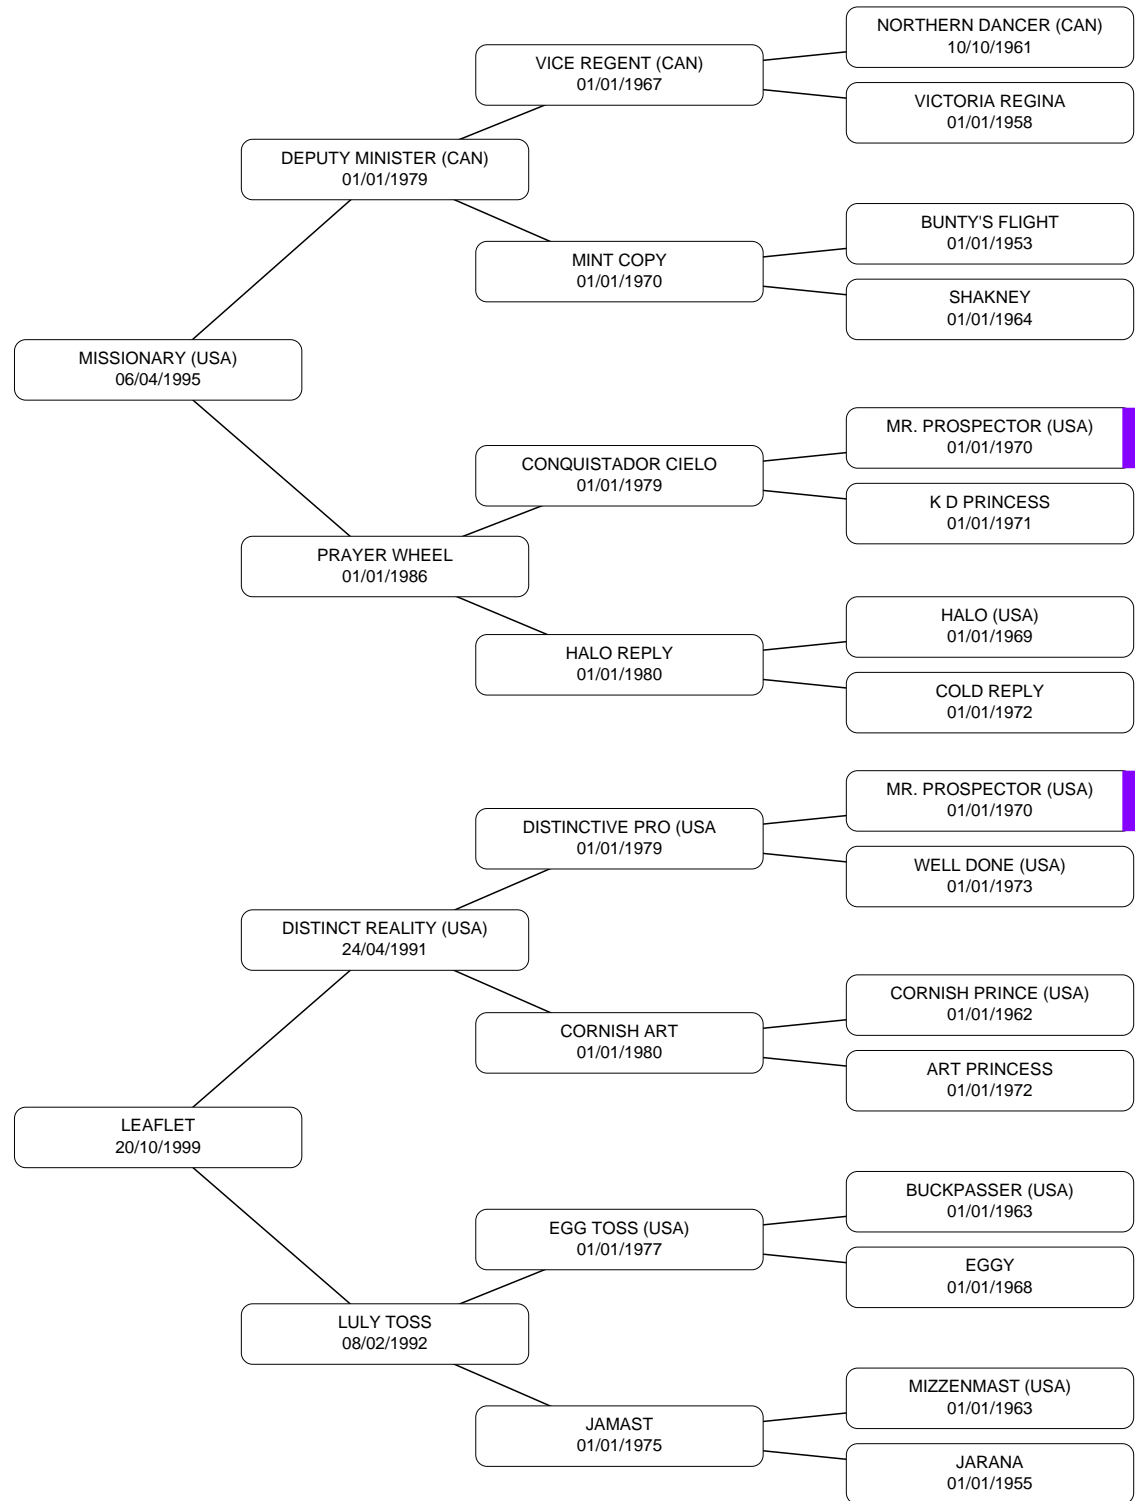 NORTHERN DANCER (CAN)
10/10/1961
VICE REGENT (CAN)
01/01/1967
VICTORIA REGINA
01/01/1958
DEPUTY MINISTER (CAN)
01/01/1979
BUNTY'S FLIGHT
01/01/1953
MINT COPY
01/01/1970
SHAKNEY
01/01/1964
MISSIONARY (USA)
06/04/1995
MR. PROSPECTOR (USA)
01/01/1970
CONQUISTADOR CIELO
01/01/1979
K D PRINCESS
01/01/1971
PRAYER WHEEL
01/01/1986
HALO (USA)
01/01/1969
HALO REPLY
01/01/1980
COLD REPLY
01/01/1972
MR. PROSPECTOR (USA)
01/01/1970
DISTINCTIVE PRO (USA
01/01/1979
WELL DONE (USA)
01/01/1973
DISTINCT REALITY (USA)
24/04/1991
CORNISH PRINCE (USA)
01/01/1962
CORNISH ART
01/01/1980
ART PRINCESS
01/01/1972
LEAFLET
20/10/1999
BUCKPASSER (USA)
01/01/1963
EGG TOSS (USA)
01/01/1977
EGGY
01/01/1968
LULY TOSS
08/02/1992
MIZZENMAST (USA)
01/01/1963
JAMAST
01/01/1975
JARANA
01/01/1955